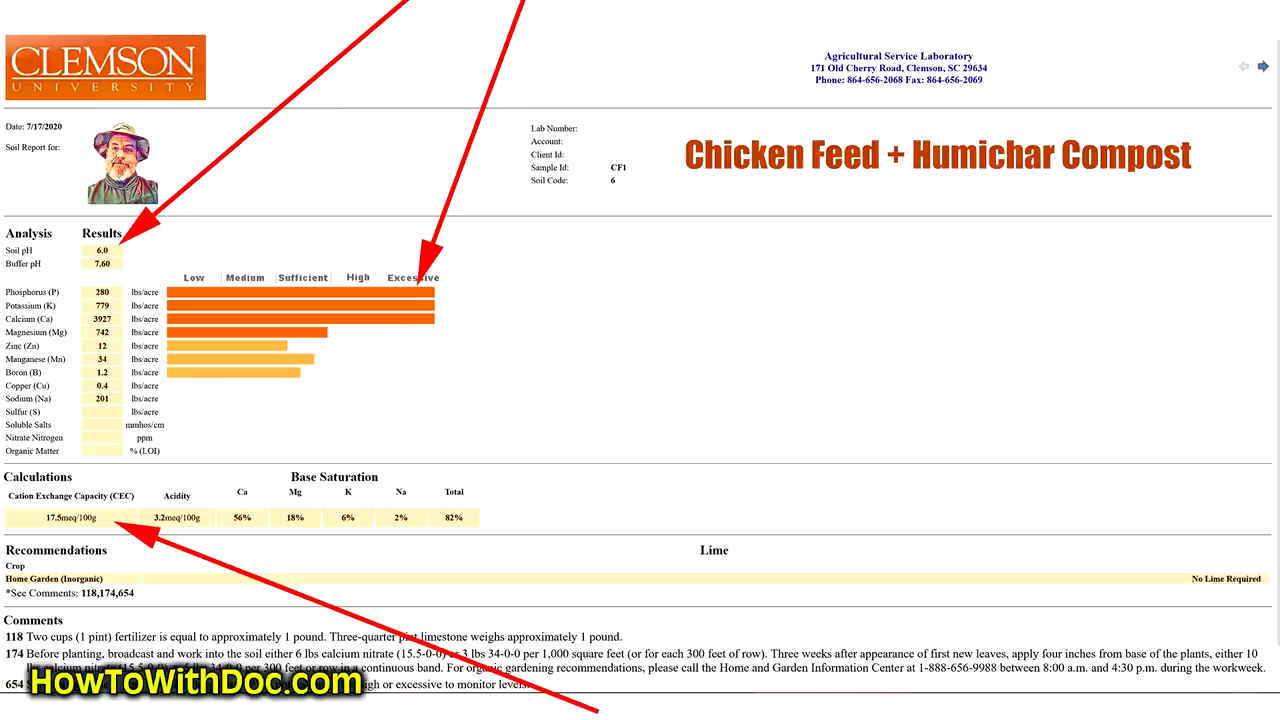 CLEMSON
UNIVERSITY
Agricultural Service Laboratory
171 Old Cherry Road, Clemson, SC 29634
Phone: 864-656-2068 Fax: 864-656-2069
Date: 7/17/2020
Soil Report for:
Lab Number:
Account:
Client Id:
Sample Id: CF1
Soil Code: 6
Chicken Feed + Humichar Compost
Analysis Results
Soil pH 6.0
Buffer pH 7.60
Low Medium Sufficient High Excessive
Phosphorus (P) 280 lbs/acre
Potassium (K) 779 lbs/acre
Calcium (Ca) 3927 lbs/acre
Magnesium (Mg) 742 lbs/acre
Zinc (Zn) 12 lbs/acre
Manganese (Mn) 34 lbs/acre
Boron (B) 1.2 lbs/acre
Copper (Cu) 0.4 lbs/acre
Sodium (Na) 201 lbs/acre
Sulfur (S) lbs/acre
Soluble Salts mmhos/cm
Nitrate Nitrogen ppm
Organic Matter % (LOI)
Calculations Base Saturation
Cation Exchange Capacity (CEC) Acidity Ca Mg K Na Total
17.5meq/100g 3.2meq/100g 56% 18% 6% 2% 82%
Recommendations Lime
Crop
Home Garden (Inorganic) No Lime Required
*See Comments: 118,174,654
Comments
118 Two cups (1 pint) fertilizer is equal to approximately 1 pound. Three-quarter pint limestone weighs approximately 1 pound.
174 Before planting, broadcast and work into the soil either 6 lbs calcium nitrate (15.5-0-0) or 3 lbs 34-0-0 per 1,000 square feet (or for each 300 feet of row). Three weeks after appearance of first new leaves, apply four inches from base of the plants, either 10
lbs calcium nitrate (15.5-0-0) 34-0-0 per 300 feet or row in a continuous band. For organic gardening recommendations, please call the Home and Garden Information Center at 1-888-656-9988 between 8:00 a.m. and 4:30 p.m. during the workweek.
654 high or excessive to monitor levels.
HowToWithDoc.com